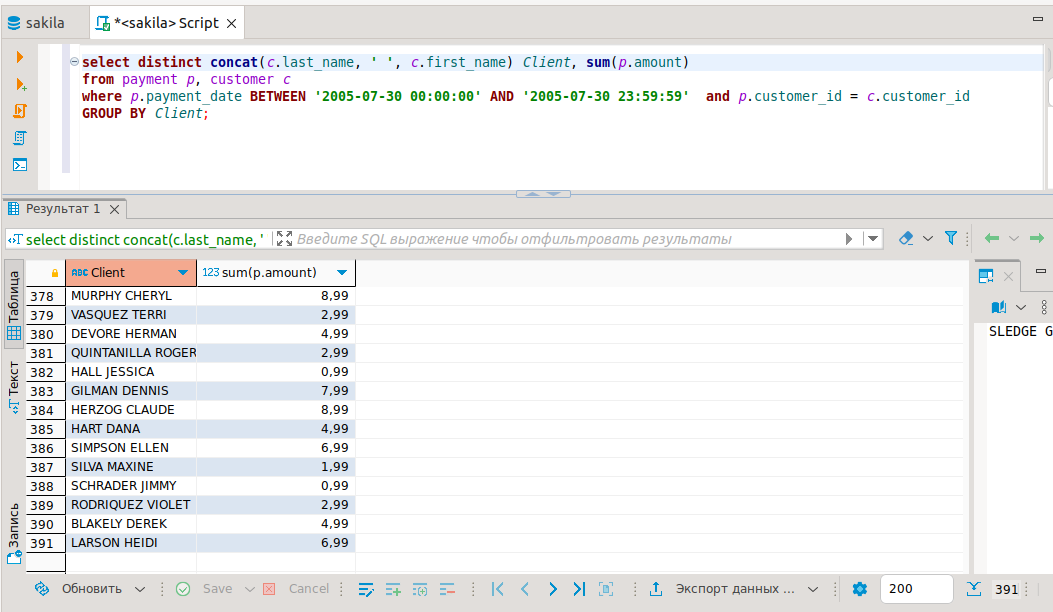 sakila
*<sakila> Script
select distinct concat(c.last_name, ' ', c.first_name) Client, sum(p.amount)
from payment p, customer c
where p.payment_date BETWEEN '2005-07-30 00:00:00' AND '2005-07-30 23:59:59'  and p.customer_id = c.customer_id
GROUP BY Client;
Результат 1
select distinct concat(c.last_name, '
Введите SQL выражение чтобы отфильтровать результаты
Таблица
Текст
Запись
ABC Client 123 sum(p.amount)
378 MURPHY CHERYL 8,99
379 VASQUEZ TERRI 2,99
380 DEVORE HERMAN 4,99
381 QUINTANILLA ROGER 2,99
382 HALL JESSICA 0,99
383 GILMAN DENNIS 7,99
384 HERZOG CLAUDE 8,99
385 HART DANA 4,99
386 SIMPSON ELLEN 6,99
387 SILVA MAXINE 1,99
388 SCHRADER JIMMY 0,99
389 RODRIQUEZ VIOLET 2,99
390 BLAKELY DEREK 4,99
391 LARSON HEIDI 6,99
SLEDGE G
Обновить Save Cancel Экспорт данных ... 200 391